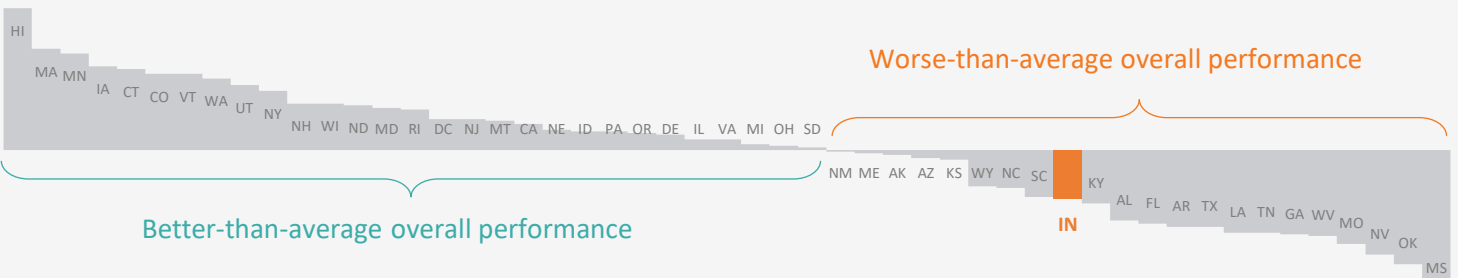 HI
MA MN IA CT CO VT WA UT NY NH WI ND MD RI DC NJ MT CA NE ID PA OR DE IL VA MI OH SD
Worse-than-average overall performance
NM ME AK AZ KS WY NC SC IN KY AL FL AR TX LA TN GA WV MO NV OK MS
Better-than-average overall performance